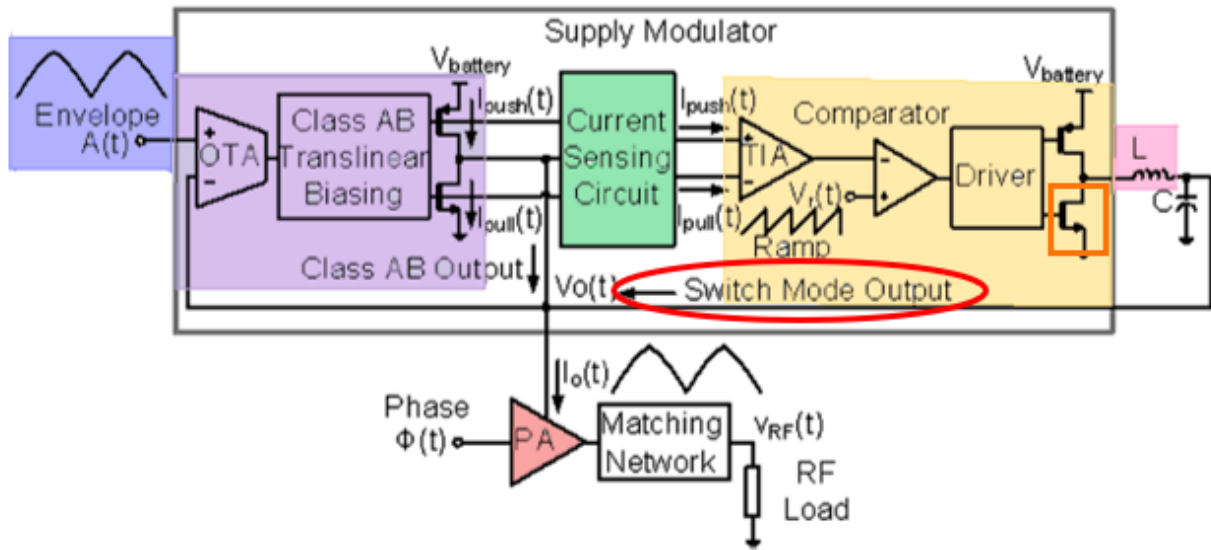 Supply Modulator
Envelope
A(t)
+
OTA
-
Class AB
Translinear
Biasing
Vbattery
Ipush(t)
Ipull(t)
Class AB Output
Current
Sensing
Circuit
Ipush(t)
Ipull(t)
+
TIA
-
Comparator
-
+
Vr(t)
Ramp
Driver
Vbattery
L
C
Vo(t)
Switch Mode Output
Io(t)
Phase
Φ(t)
PA
Matching
Network
vRF(t)
RF
Load